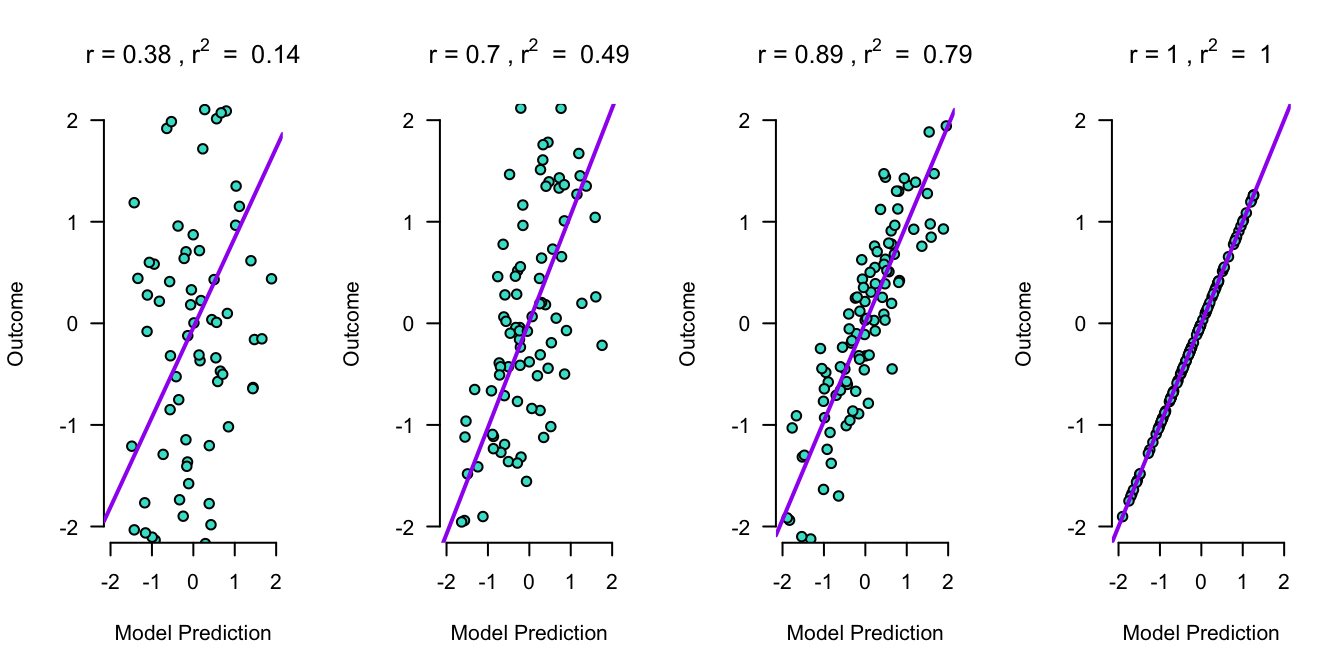 r = 0.38 , r² = 0.14
Outcome
2
1
0
-1
-2
-2 -1 0 1 2
Model Prediction
r = 0.7 , r² = 0.49
Outcome
2
1
0
-1
-2
-2 -1 0 1 2
Model Prediction
r = 0.89 , r² = 0.79
Outcome
2
1
0
-1
-2
-2 -1 0 1 2
Model Prediction
r = 1 , r² = 1
Outcome
2
1
0
-1
-2
-2 -1 0 1 2
Model Prediction